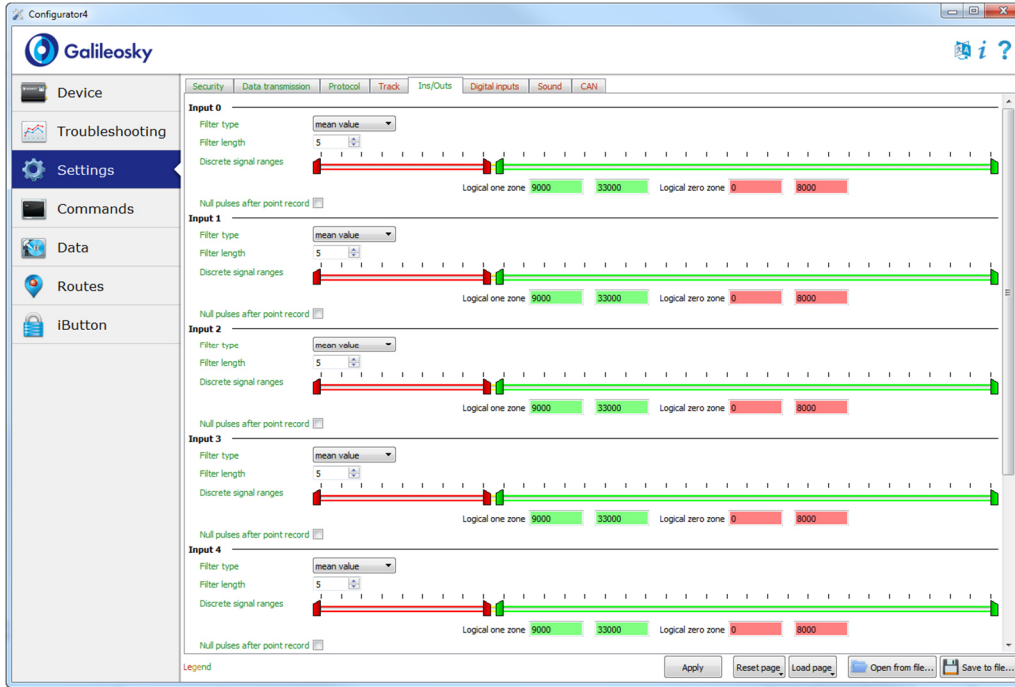 Configurator4
Galileosky
Device
Troubleshooting
Settings
Commands
Data
Routes
iButton
Security Data transmission Protocol Track Ins/Outs Digital inputs Sound CAN
Input 0
Filter type mean value
Filter length 5
Discrete signal ranges
Logical one zone 9000 33000 Logical zero zone 0 8000
Null pulses after point record
Input 1
Filter type mean value
Filter length 5
Discrete signal ranges
Logical one zone 9000 33000 Logical zero zone 0 8000
Null pulses after point record
Input 2
Filter type mean value
Filter length 5
Discrete signal ranges
Logical one zone 9000 33000 Logical zero zone 0 8000
Null pulses after point record
Input 3
Filter type mean value
Filter length 5
Discrete signal ranges
Logical one zone 9000 33000 Logical zero zone 0 8000
Null pulses after point record
Input 4
Filter type mean value
Filter length 5
Discrete signal ranges
Logical one zone 9000 33000 Logical zero zone 0 8000
Null pulses after point record
Legend Apply Reset page Load page Open from file... Save to file...